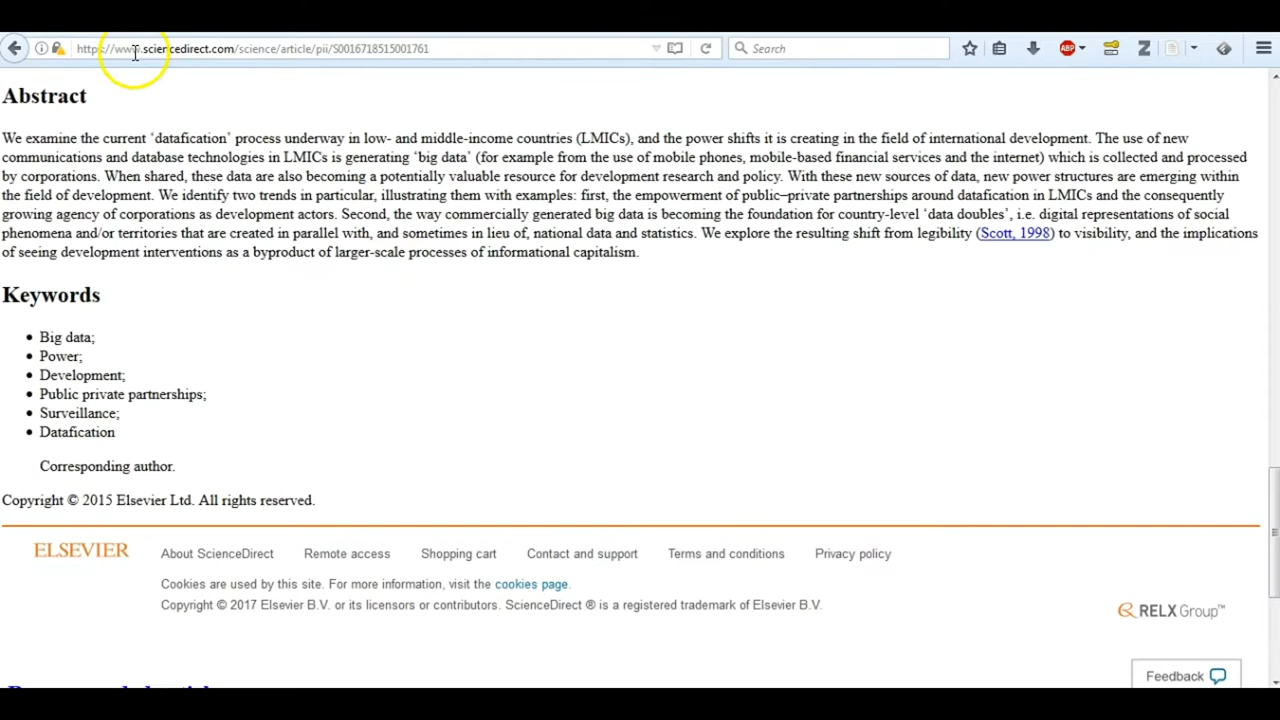 https://www.sciencedirect.com/science/article/pii/S0016718515001761
Search
ABP
Z
Abstract
We examine the current ‘datafication’ process underway in low- and middle-income countries (LMICs), and the power shifts it is creating in the field of international development. The use of new
communications and database technologies in LMICs is generating ‘big data’ (for example from the use of mobile phones, mobile-based financial services and the internet) which is collected and processed
by corporations. When shared, these data are also becoming a potentially valuable resource for development research and policy. With these new sources of data, new power structures are emerging within
the field of development. We identify two trends in particular, illustrating them with examples: first, the empowerment of public–private partnerships around datafication in LMICs and the consequently
growing agency of corporations as development actors. Second, the way commercially generated big data is becoming the foundation for country-level ‘data doubles’, i.e. digital representations of social
phenomena and/or territories that are created in parallel with, and sometimes in lieu of, national data and statistics. We explore the resulting shift from legibility (Scott, 1998) to visibility, and the implications
of seeing development interventions as a byproduct of larger-scale processes of informational capitalism.
Keywords
• Big data;
• Power;
• Development;
• Public private partnerships;
• Surveillance;
• Datafication
Corresponding author.
Copyright © 2015 Elsevier Ltd. All rights reserved.
ELSEVIER
About ScienceDirect Remote access Shopping cart Contact and support Terms and conditions Privacy policy
Cookies are used by this site. For more information, visit the cookies page.
Copyright © 2017 Elsevier B.V. or its licensors or contributors. ScienceDirect ® is a registered trademark of Elsevier B.V.
RELX Group™
Feedback